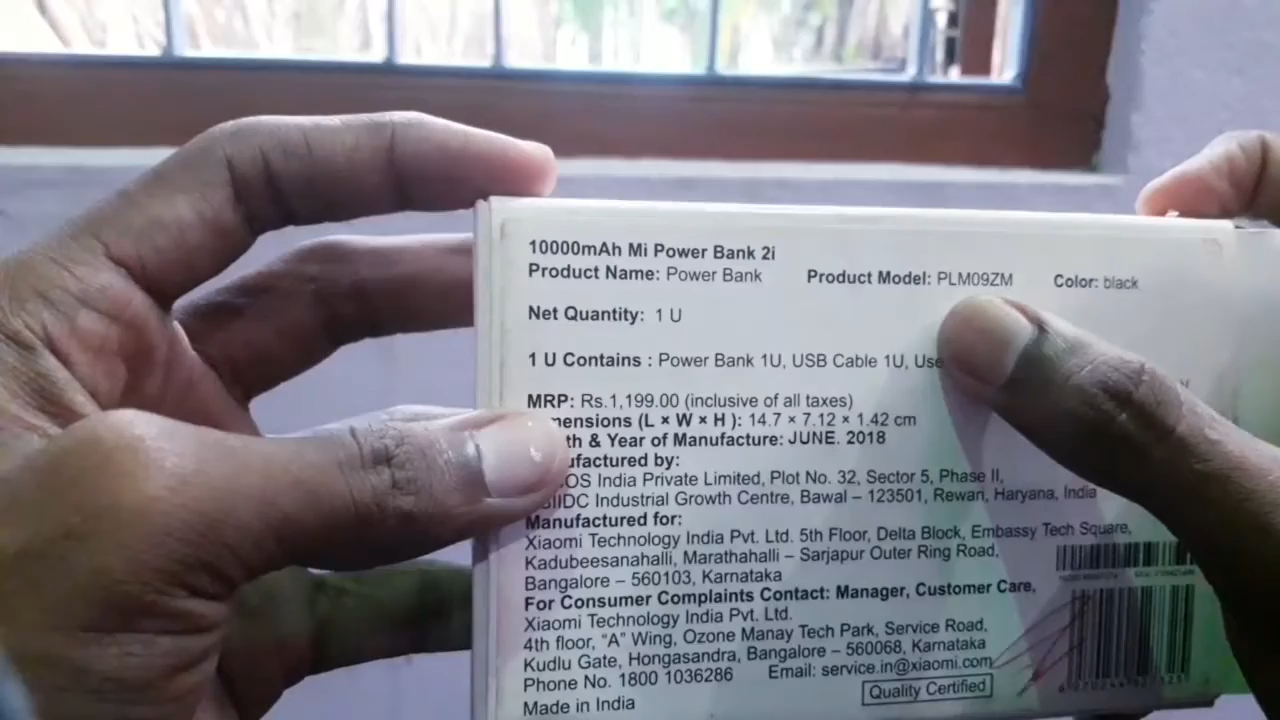 10000mAh Mi Power Bank 2i
Product Name: Power Bank Product Model: PLM09ZM Color: black
Net Quantity: 1 U
1 U Contains : Power Bank 1U, USB Cable 1U, Use
MRP: Rs.1,199.00 (inclusive of all taxes)
ensions (L × W × H ): 14.7 × 7.12 × 1.42 cm
th & Year of Manufacture: JUNE. 2018
ufactured by:
OS India Private Limited, Plot No. 32, Sector 5, Phase II,
IIDC Industrial Growth Centre, Bawal – 123501, Rewari, Haryana, India
Manufactured for:
Xiaomi Technology India Pvt. Ltd. 5th Floor, Delta Block, Embassy Tech Square,
Kadubeesanahalli, Marathahalli – Sarjapur Outer Ring Road,
Bangalore – 560103, Karnataka
For Consumer Complaints Contact: Manager, Customer Care,
Xiaomi Technology India Pvt. Ltd.
4th floor, “A” Wing, Ozone Manay Tech Park, Service Road,
Kudlu Gate, Hongasandra, Bangalore – 560068, Karnataka
Phone No. 1800 1036286 Email: service.in@xiaomi.com
Quality Certified
Made in India